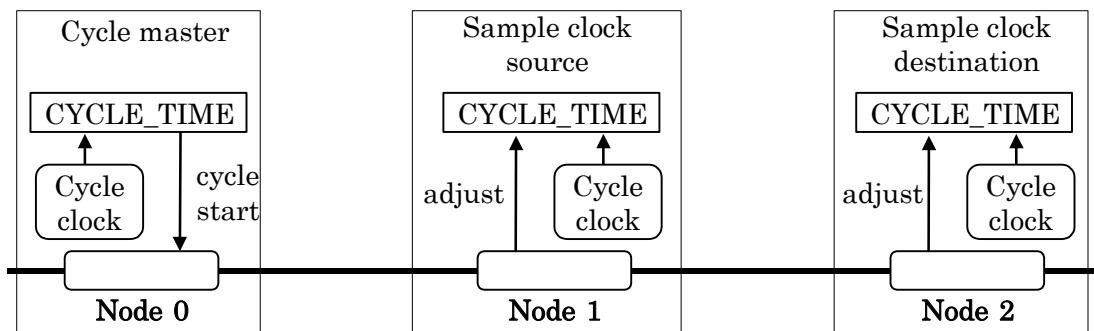 Cycle master
CYCLE_TIME
Cycle
clock
cycle
start
Node 0
Sample clock
source
CYCLE_TIME
adjust
Cycle
clock
Node 1
Sample clock
destination
CYCLE_TIME
adjust
Cycle
clock
Node 2